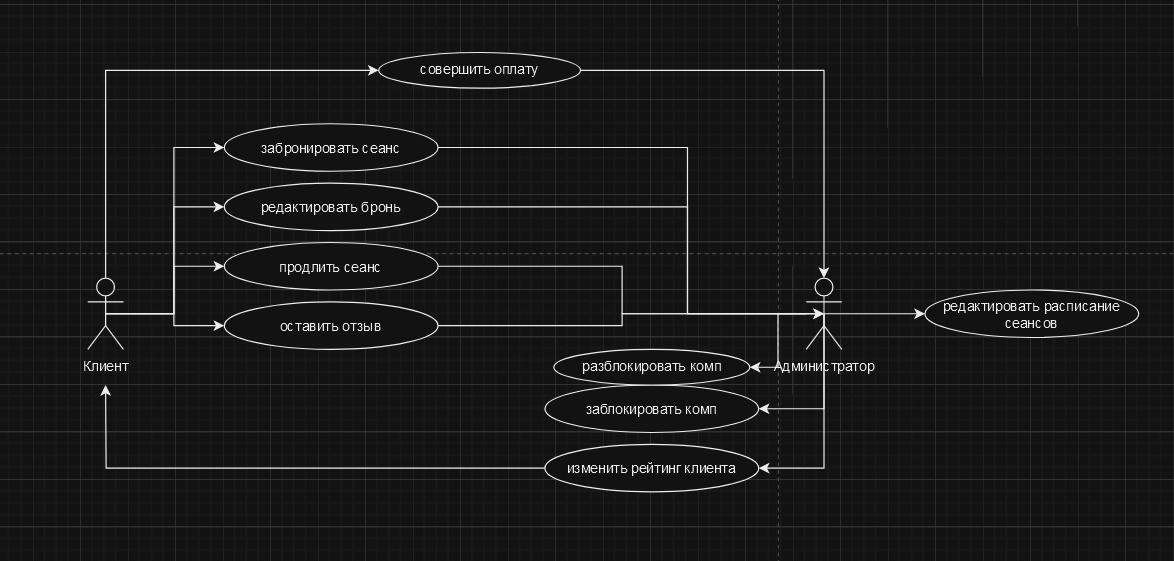 совершить оплату
забронировать сеанс
редактировать бронь
продлить сеанс
оставить отзыв
редактировать расписание
сеансов
Клиент
разблокировать комп
Администратор
заблокировать комп
изменить рейтинг клиента